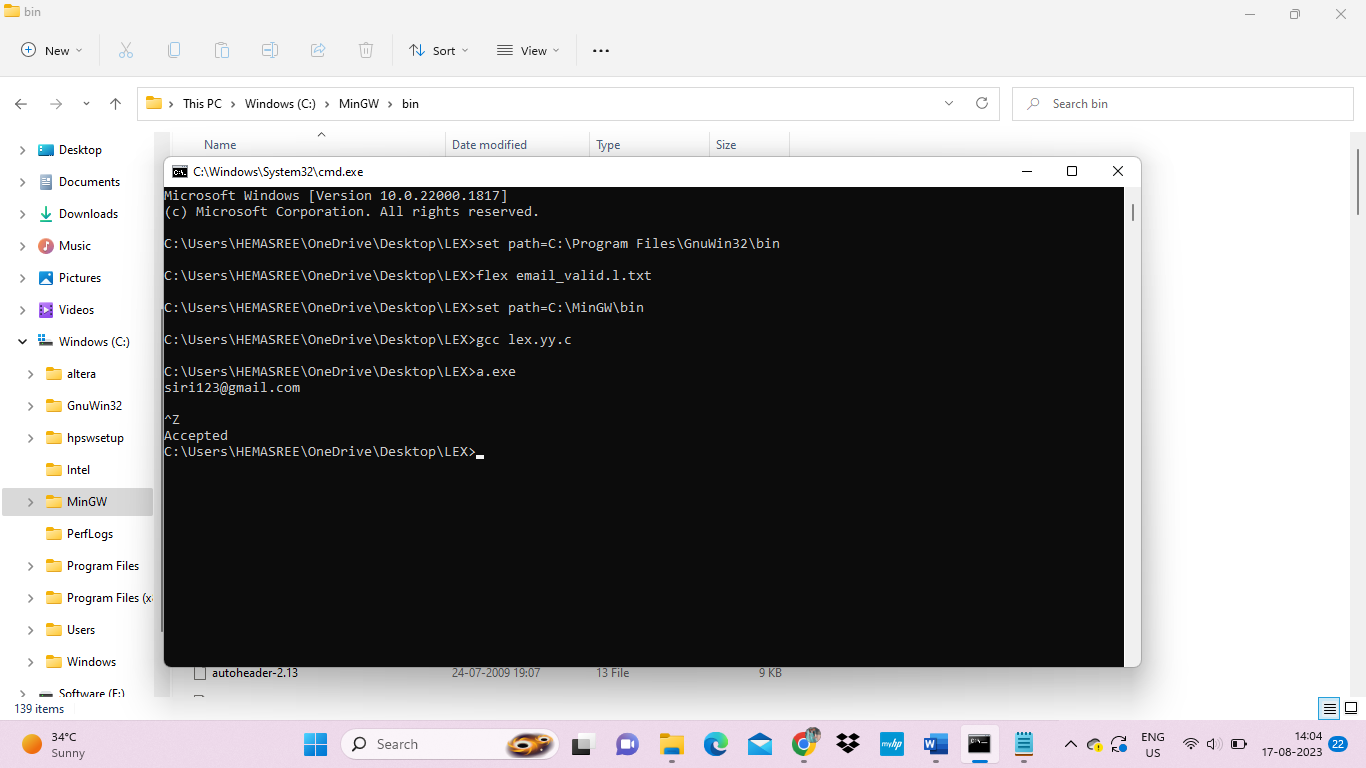 bin
New
Sort
View
This PC
Windows (C:)
MinGW
bin
Search bin
Name
Date modified
Type
Size
Desktop
Documents
Downloads
Music
Pictures
Videos
Windows (C:)
altera
GnuWin32
hpswsetup
Intel
MinGW
PerfLogs
Program Files
Program Files (x
Users
Windows
Software (E:)
C:\Windows\System32\cmd.exe
Microsoft Windows [Version 10.0.22000.1817]
(c) Microsoft Corporation. All rights reserved.
C:\Users\HEMASREE\OneDrive\Desktop\LEX>set path=C:\Program Files\GnuWin32\bin
C:\Users\HEMASREE\OneDrive\Desktop\LEX>flex email_valid.l.txt
C:\Users\HEMASREE\OneDrive\Desktop\LEX>set path=C:\MinGW\bin
C:\Users\HEMASREE\OneDrive\Desktop\LEX>gcc lex.yy.c
C:\Users\HEMASREE\OneDrive\Desktop\LEX>a.exe
siri123@gmail.com
^Z
Accepted
C:\Users\HEMASREE\OneDrive\Desktop\LEX>
autoheader-2.13 24-07-2009 19:07 13 File 9 KB
139 items
34°C
Sunny
Search
myhp
ENG
US
14:04
17-08-2023
22